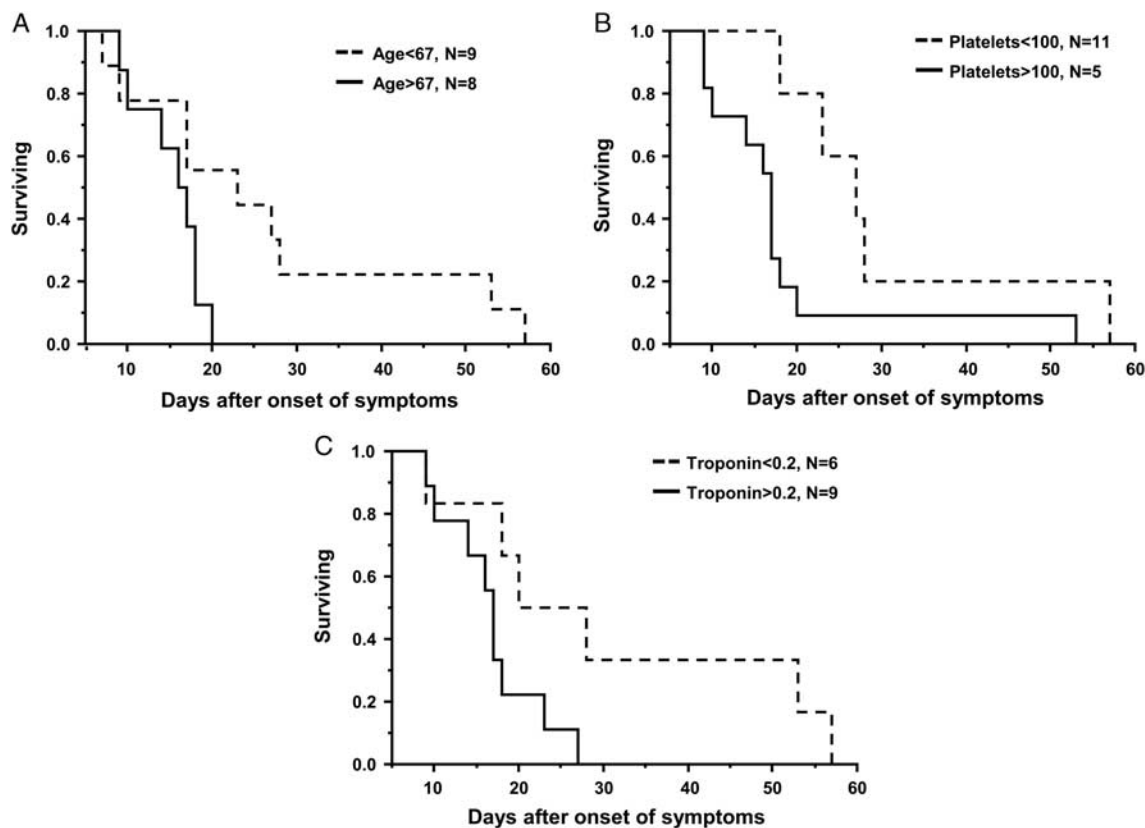 A
Age<67, N=9
Age>67, N=8
1.0
0.8
0.6
0.4
0.2
0.0
Surviving
10 20 30 40 50 60
Days after onset of symptoms
B
Platelets<100, N=11
Platelets>100, N=5
1.0
0.8
0.6
0.4
0.2
0.0
Surviving
10 20 30 40 50 60
Days after onset of symptoms
C
Troponin<0.2, N=6
Troponin>0.2, N=9
1.0
0.8
0.6
0.4
0.2
0.0
Surviving
10 20 30 40 50 60
Days after onset of symptoms